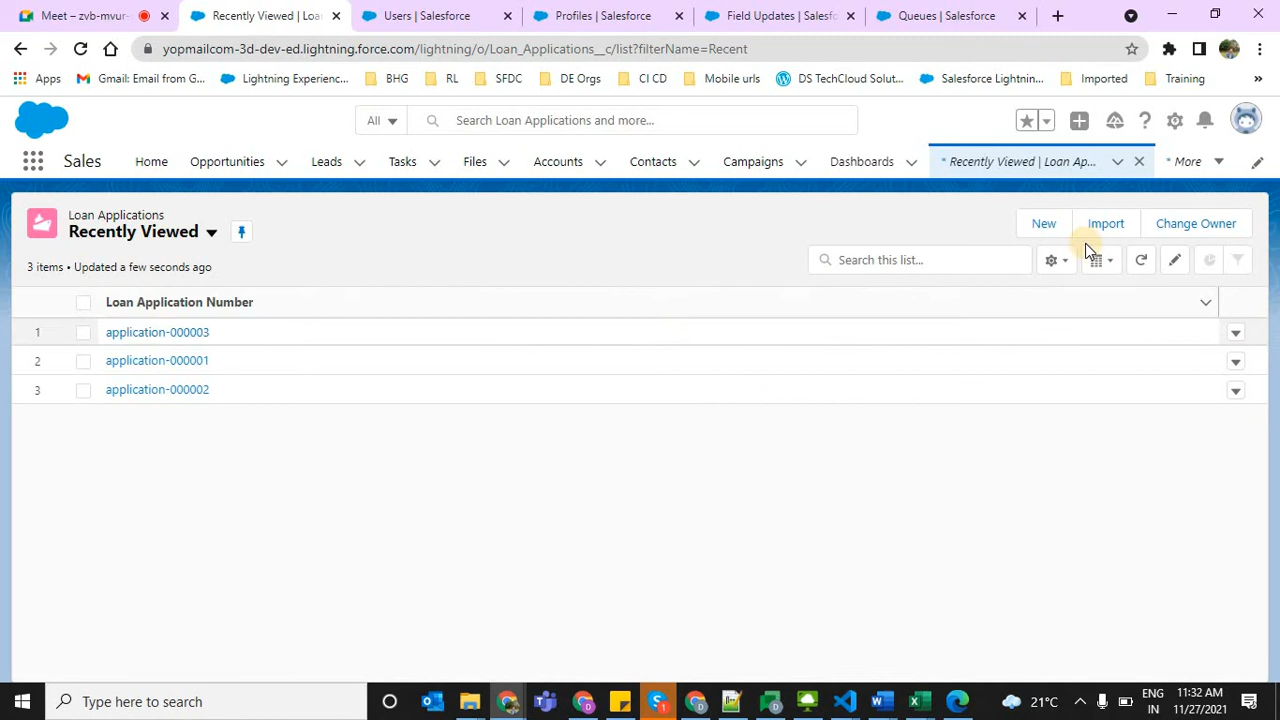 Meet – zvb-mvur-
Recently Viewed | Loa
Users | Salesforce
Profiles | Salesforce
Field Updates | Salesfo
Queues | Salesforce
yopmailcom-3d-dev-ed.lightning.force.com/lightning/o/Loan_Applications__c/list?filterName=Recent
Apps
Gmail: Email from G...
Lightning Experienc...
BHG
RL
SFDC
DE Orgs
CI CD
Mobile urls
DS TechCloud Solut...
Salesforce Lightnin...
Imported
Training
All
Search Loan Applications and more...
Sales
Home
Opportunities
Leads
Tasks
Files
Accounts
Contacts
Campaigns
Dashboards
* Recently Viewed | Loan Ap...
* More
Loan Applications
Recently Viewed
New
Import
Change Owner
3 items • Updated a few seconds ago
Search this list...
Loan Application Number
1 application-000003
2 application-000001
3 application-000002
Type here to search
21°C
ENG
IN
11:32 AM
11/27/2021